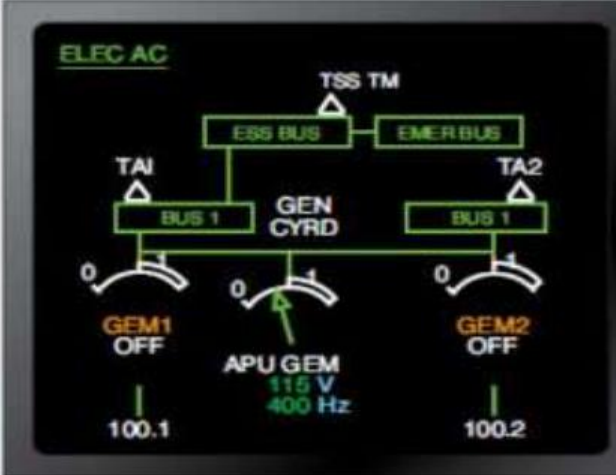 ELEC AC
TSS TM
ESS BUS EMER BUS
TAI TA2
BUS 1 GEN BUS 1
CYRD
0 1 0 1 0 1
GEM1 GEM2
OFF OFF
APU GEM
115 V
400 Hz
100.1 100.2